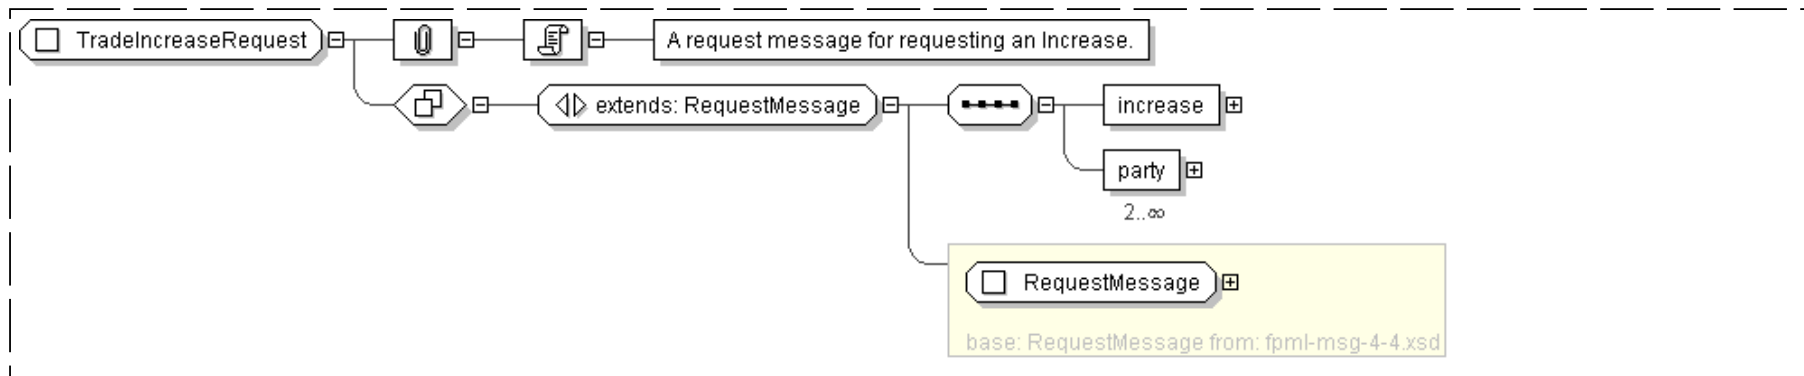 TradeIncreaseRequest
A request message for requesting an Increase.
extends: RequestMessage
increase
party
2..∞
RequestMessage
base: RequestMessage from: fpml-msg-4-4.xsd